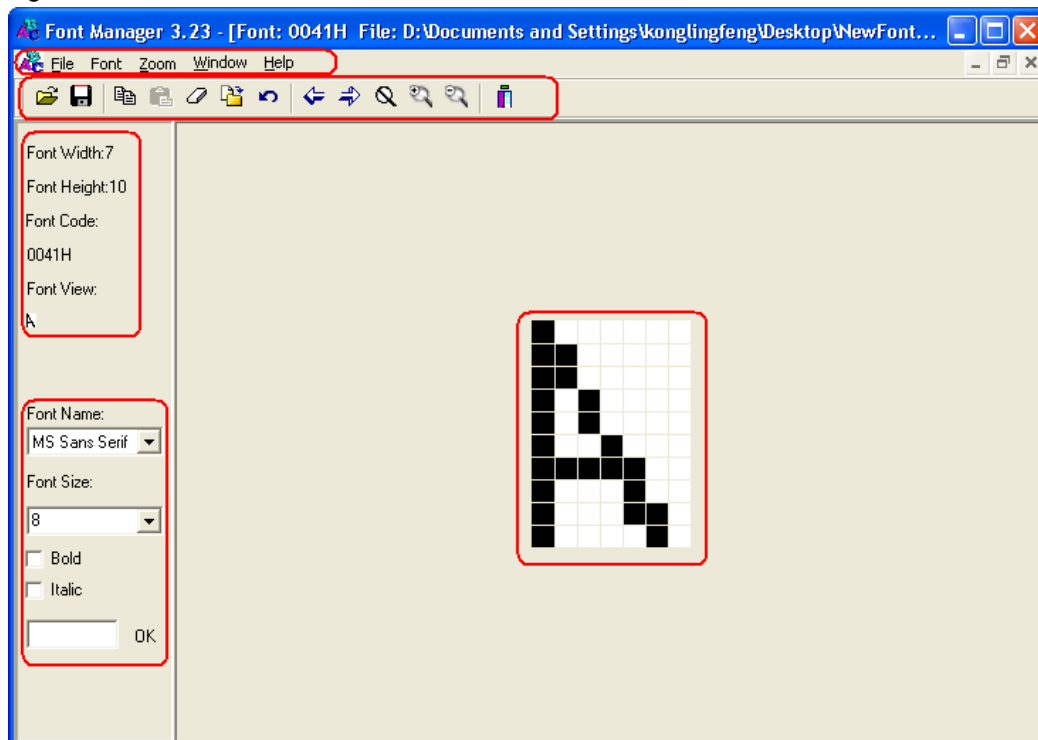 Font Manager 3.23 - [Font: 0041H File: D:\Documents and Settings\konglingfeng\Desktop\NewFont...
File Font Zoom Window Help
Font Width:7
Font Height:10
Font Code:
0041H
Font View:
A
Font Name:
MS Sans Serif
Font Size:
8
Bold
Italic
OK